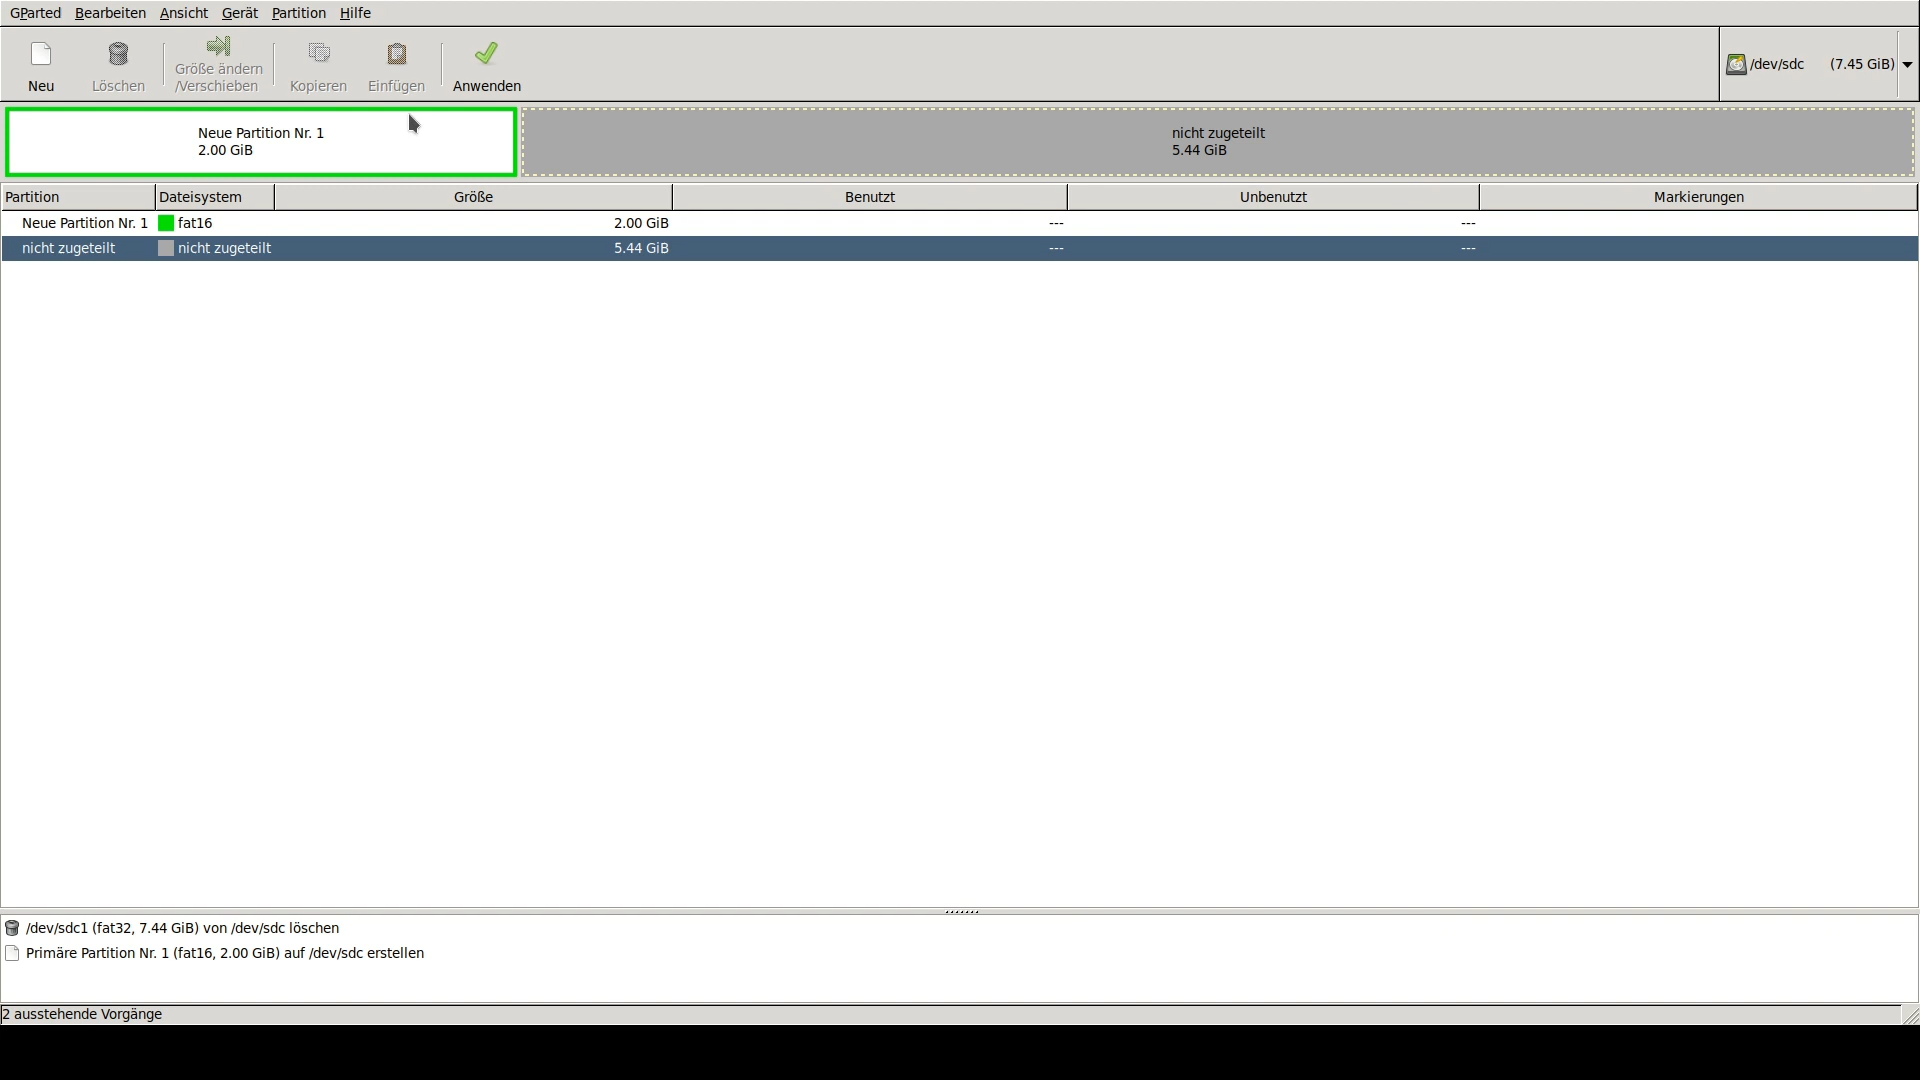 GParted Bearbeiten Ansicht Gerät Partition Hilfe
Neu
Löschen
Größe ändern
/Verschieben
Kopieren
Einfügen
Anwenden
/dev/sdc (7.45 GiB)
Neue Partition Nr. 1
2.00 GiB
nicht zugeteilt
5.44 GiB
Partition Dateisystem Größe Benutzt Unbenutzt Markierungen
Neue Partition Nr. 1 fat16 2.00 GiB --- ---
nicht zugeteilt nicht zugeteilt 5.44 GiB --- ---
/dev/sdc1 (fat32, 7.44 GiB) von /dev/sdc löschen
Primäre Partition Nr. 1 (fat16, 2.00 GiB) auf /dev/sdc erstellen
2 ausstehende Vorgänge